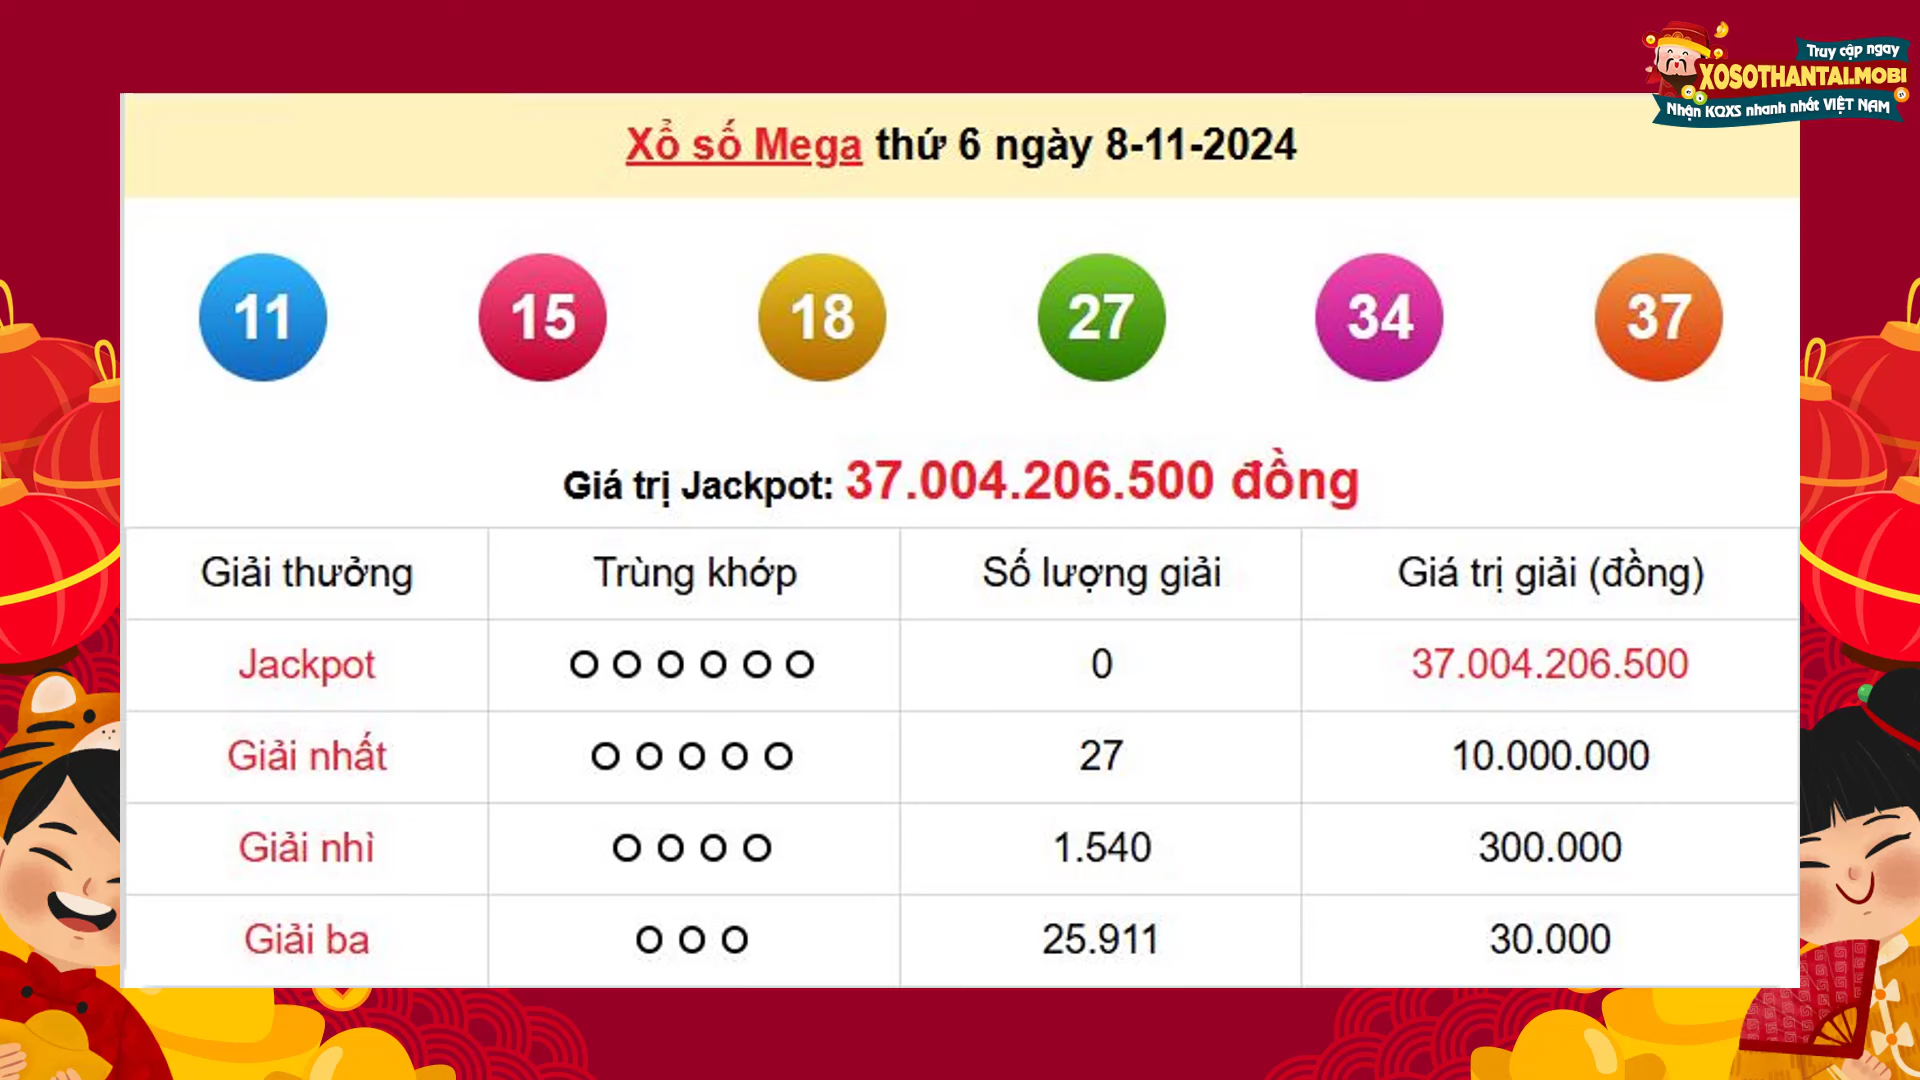 Truy cập ngay
XOSOTHANTAI.MOBI
Nhận KQXS nhanh nhất VIỆT NAM
Xổ số Mega thứ 6 ngày 8-11-2024
11 15 18 27 34 37
Giá trị Jackpot: 37.004.206.500 đồng
Giải thưởng Trùng khớp Số lượng giải Giá trị giải (đồng)
Jackpot O O O O O O 0 37.004.206.500
Giải nhất O O O O O 27 10.000.000
Giải nhì O O O O 1.540 300.000
Giải ba O O O 25.911 30.000